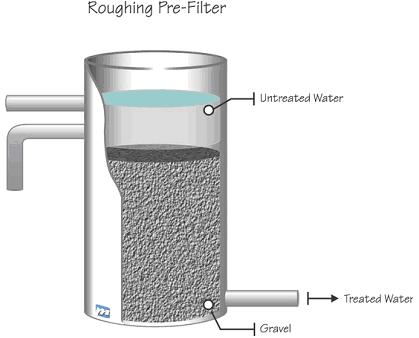 Roughing Pre-Filter
Untreated Water
Treated Water
Gravel